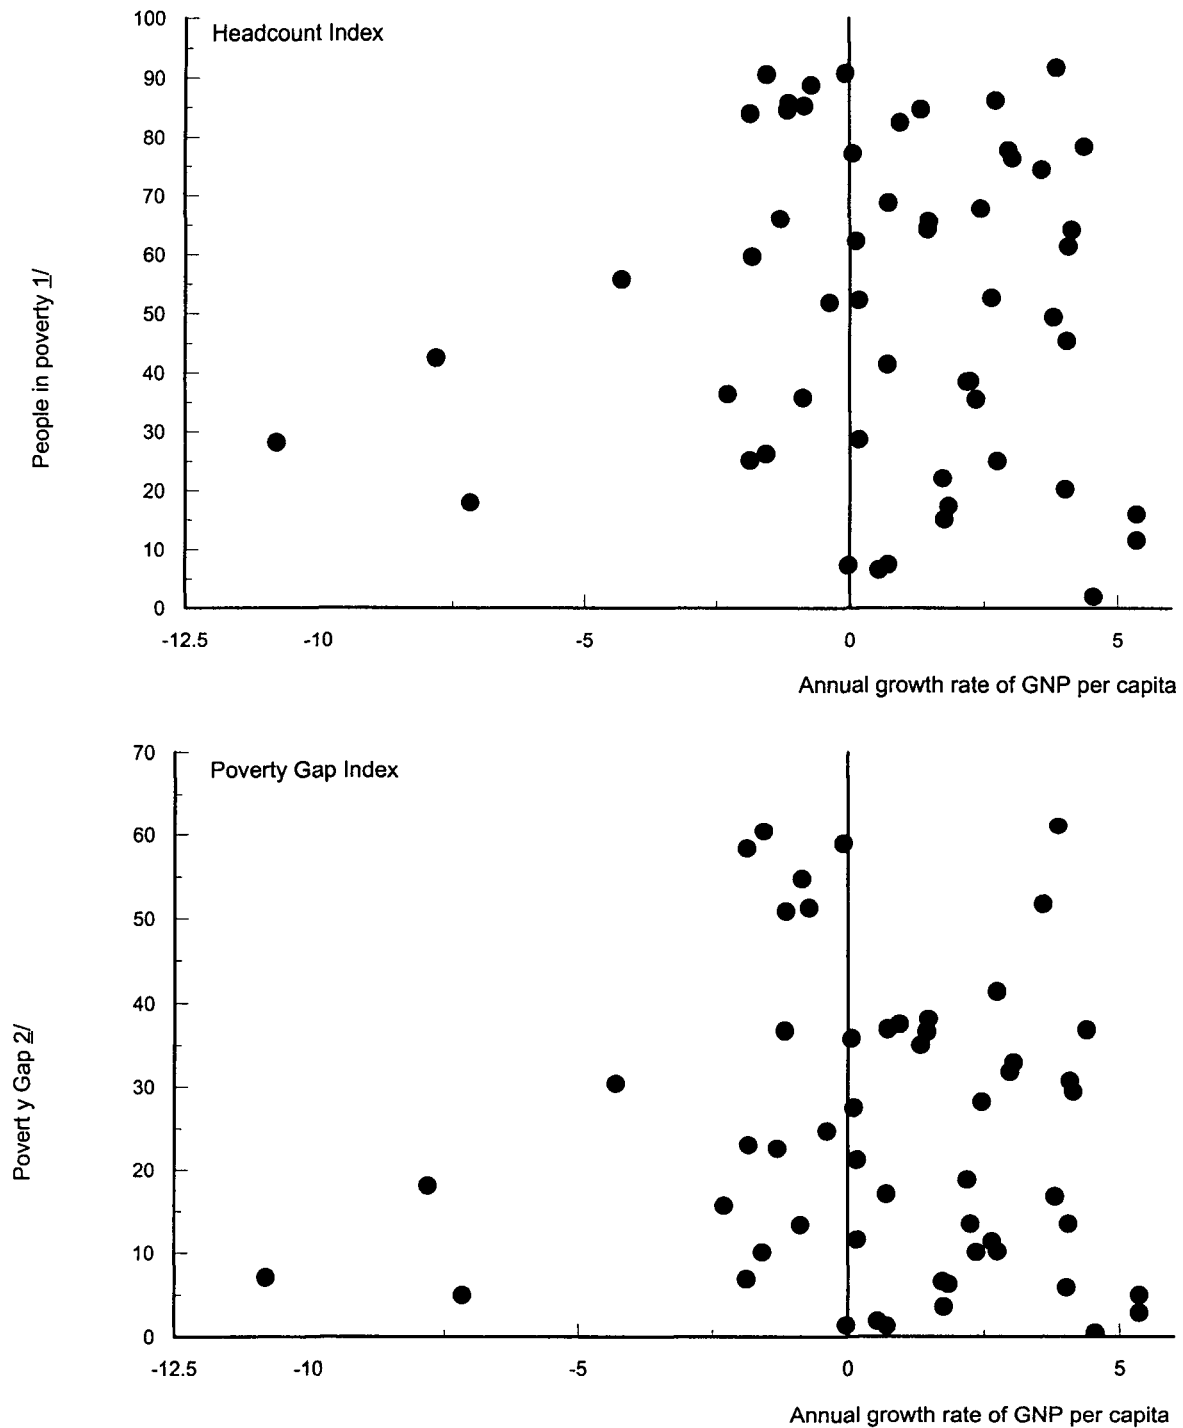 Headcount Index
100
90
80
70
60
50
40
30
20
10
0
People in poverty 1/
-12.5 -10 -5 0 5
Annual growth rate of GNP per capita
Poverty Gap Index
70
60
50
40
30
20
10
0
Povert y Gap 2/
-12.5 -10 -5 0 5
Annual growth rate of GNP per capita